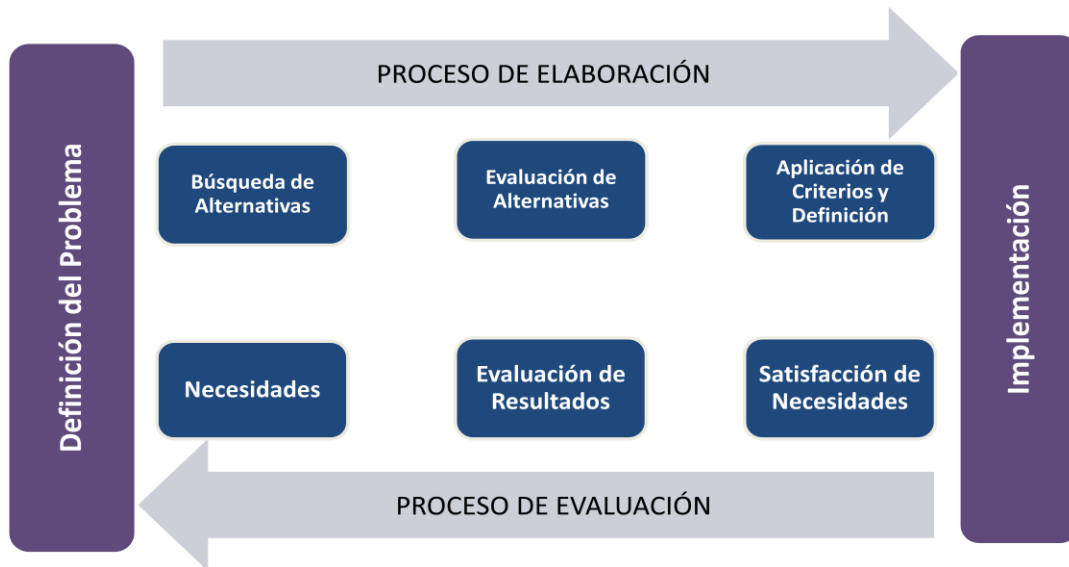 Definición del Problema
PROCESO DE ELABORACIÓN
Búsqueda de
Alternativas
Evaluación de
Alternativas
Aplicación de
Criterios y
Definición
Necesidades
Evaluación de
Resultados
Satisfacción de
Necesidades
PROCESO DE EVALUACIÓN
Implementación